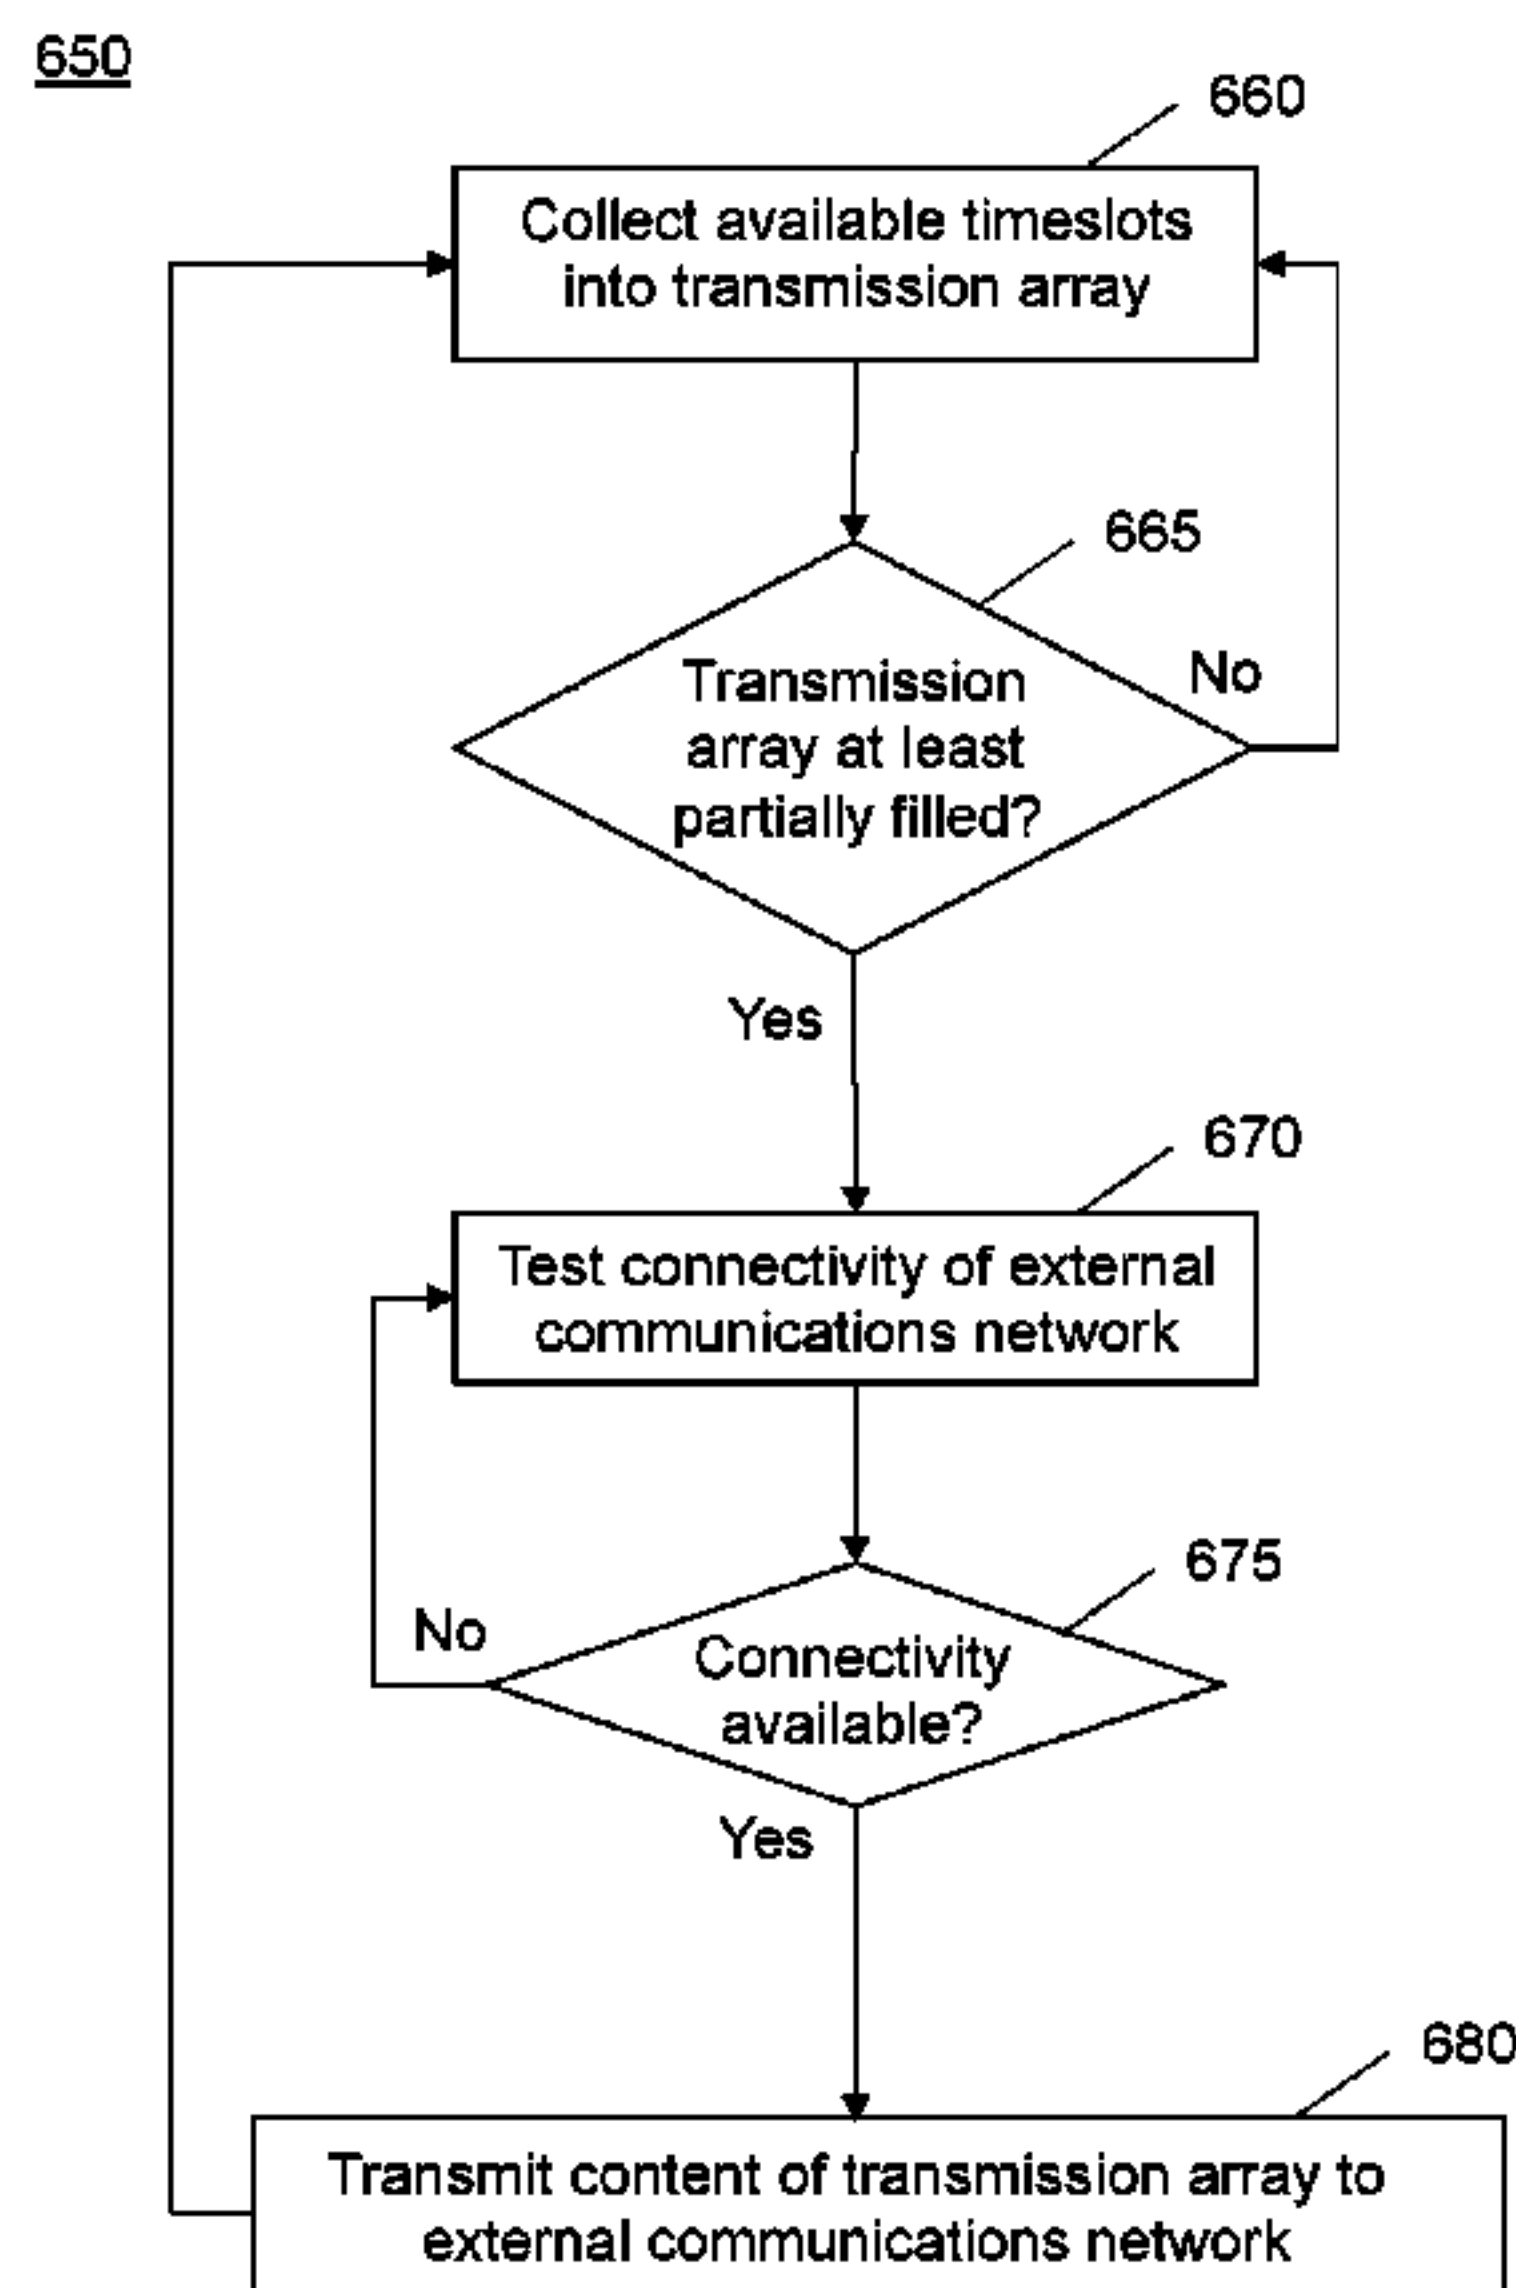 650
660
Collect available timeslots
into transmission array
665
Transmission
array at least
partially filled?
No
Yes
670
Test connectivity of external
communications network
675
Connectivity
available?
No
Yes
680
Transmit content of transmission array to
external communications network